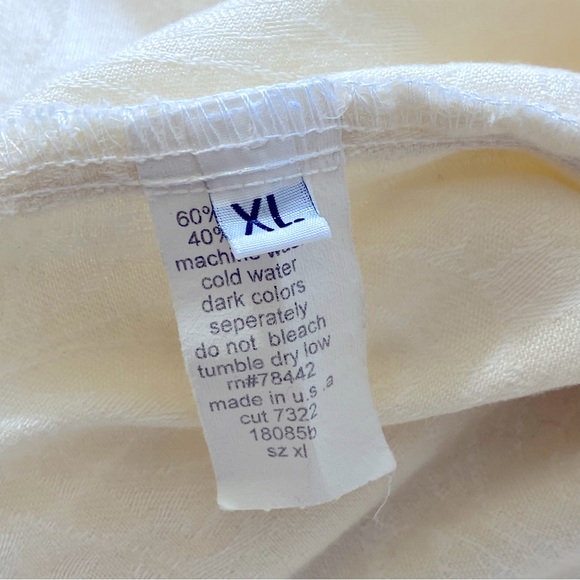 XL
60%
40%
machine
cold water
dark colors
seperately
do not bleach
tumble dry low
rn#78442
made in u.s.a
cut 7322
18085b
sz xl